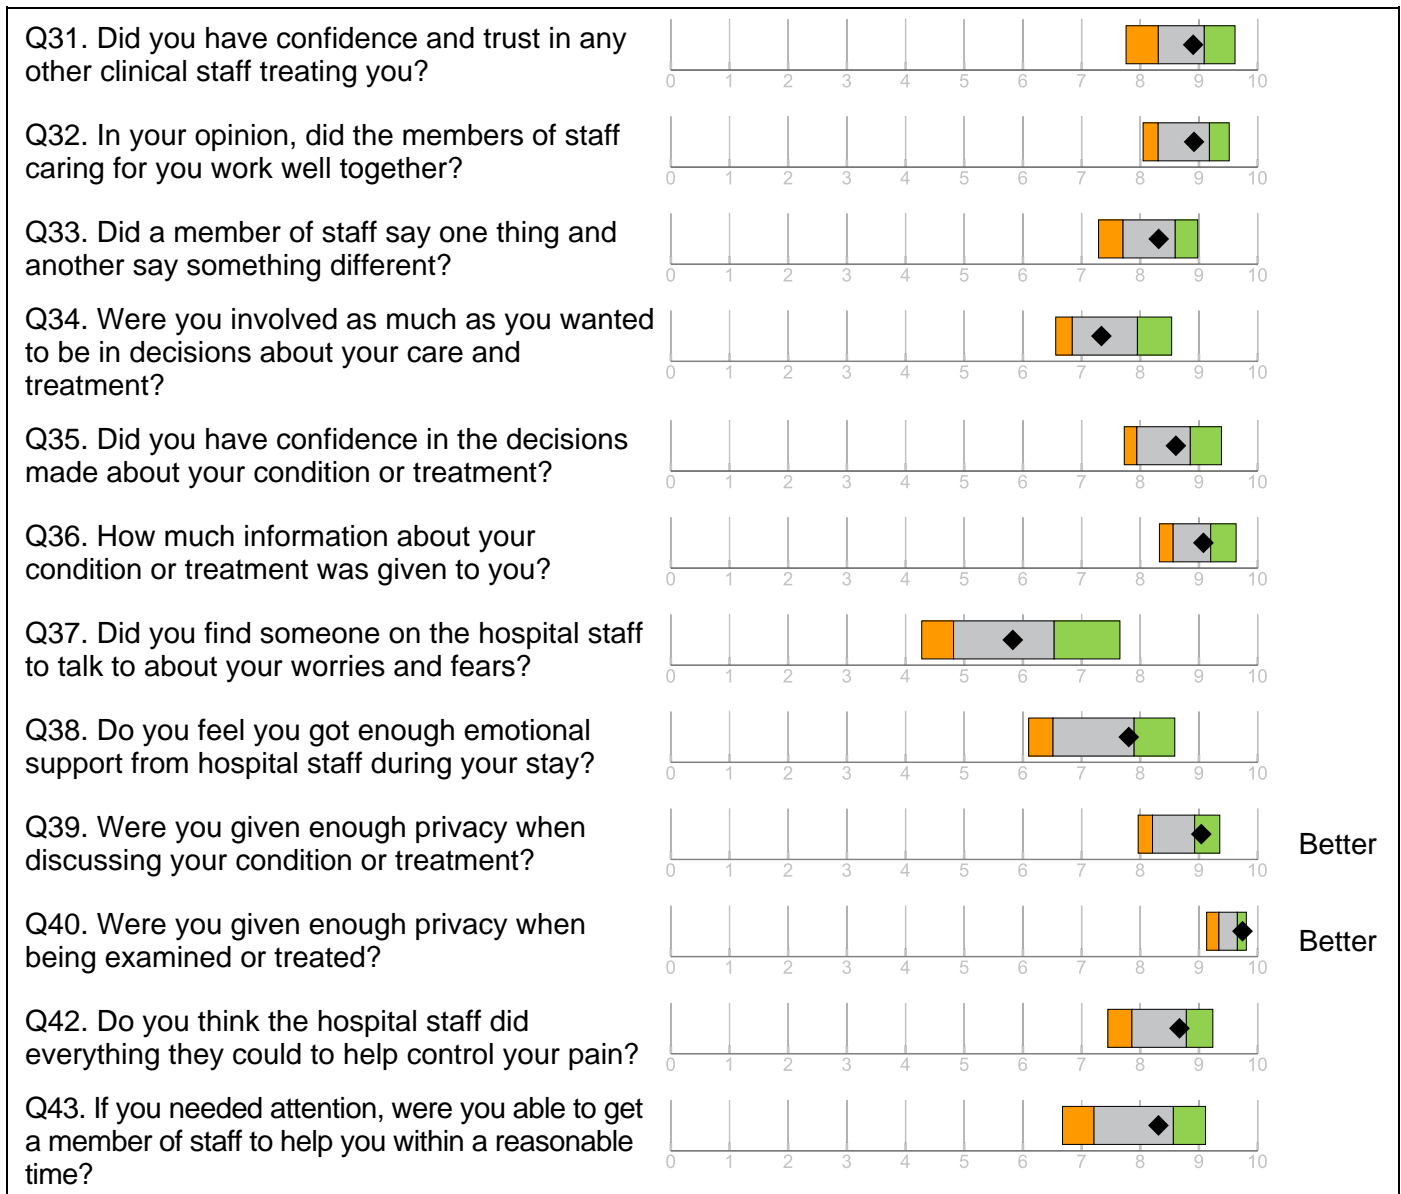 Q31. Did you have confidence and trust in any
other clinical staff treating you?
0 1 2 3 4 5 6 7 8 9 10
Q32. In your opinion, did the members of staff
caring for you work well together?
0 1 2 3 4 5 6 7 8 9 10
Q33. Did a member of staff say one thing and
another say something different?
0 1 2 3 4 5 6 7 8 9 10
Q34. Were you involved as much as you wanted
to be in decisions about your care and
treatment?
0 1 2 3 4 5 6 7 8 9 10
Q35. Did you have confidence in the decisions
made about your condition or treatment?
0 1 2 3 4 5 6 7 8 9 10
Q36. How much information about your
condition or treatment was given to you?
0 1 2 3 4 5 6 7 8 9 10
Q37. Did you find someone on the hospital staff
to talk to about your worries and fears?
0 1 2 3 4 5 6 7 8 9 10
Q38. Do you feel you got enough emotional
support from hospital staff during your stay?
0 1 2 3 4 5 6 7 8 9 10
Q39. Were you given enough privacy when
discussing your condition or treatment?
Better
0 1 2 3 4 5 6 7 8 9 10
Q40. Were you given enough privacy when
being examined or treated?
Better
0 1 2 3 4 5 6 7 8 9 10
Q42. Do you think the hospital staff did
everything they could to help control your pain?
0 1 2 3 4 5 6 7 8 9 10
Q43. If you needed attention, were you able to get
a member of staff to help you within a reasonable
time?
0 1 2 3 4 5 6 7 8 9 10